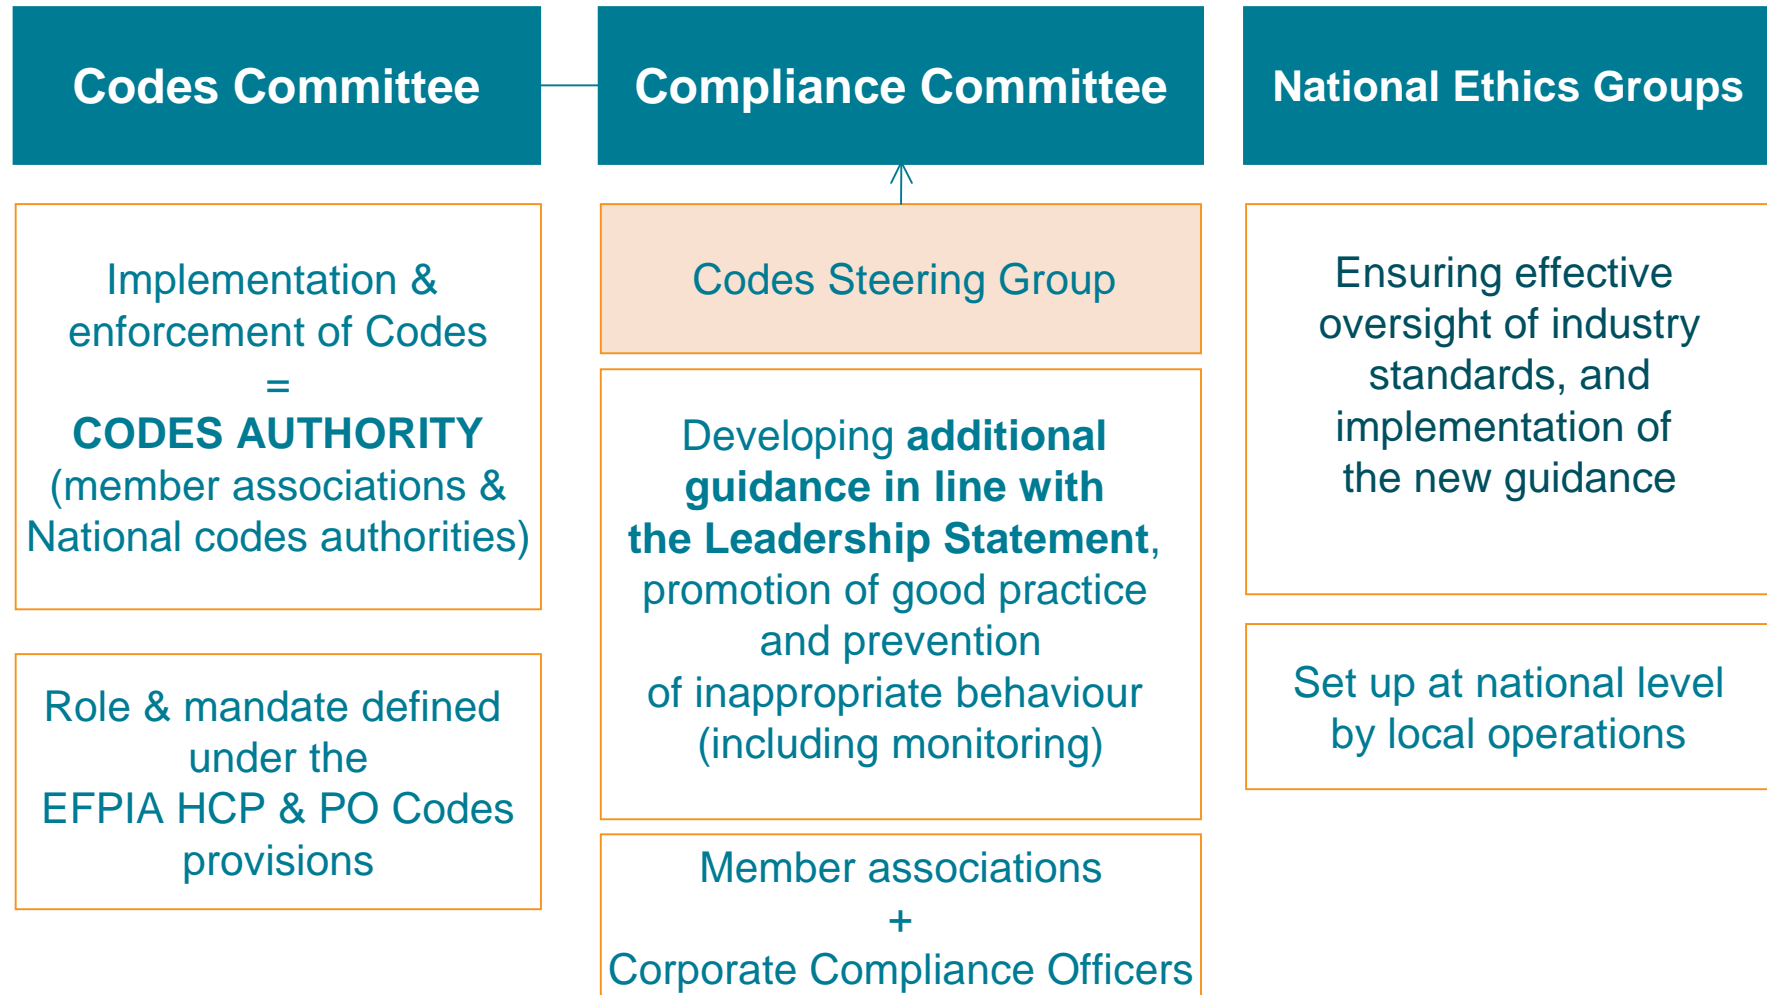 Codes Committee
Compliance Committee
National Ethics Groups
Implementation &
enforcement of Codes
=
CODES AUTHORITY
(member associations &
National codes authorities)
Role & mandate defined
under the
EFPIA HCP & PO Codes
provisions
Codes Steering Group
Developing additional
guidance in line with
the Leadership Statement,
promotion of good practice
and prevention
of inappropriate behaviour
(including monitoring)
Member associations
+
Corporate Compliance Officers
Ensuring effective
oversight of industry
standards, and
implementation of
the new guidance
Set up at national level
by local operations